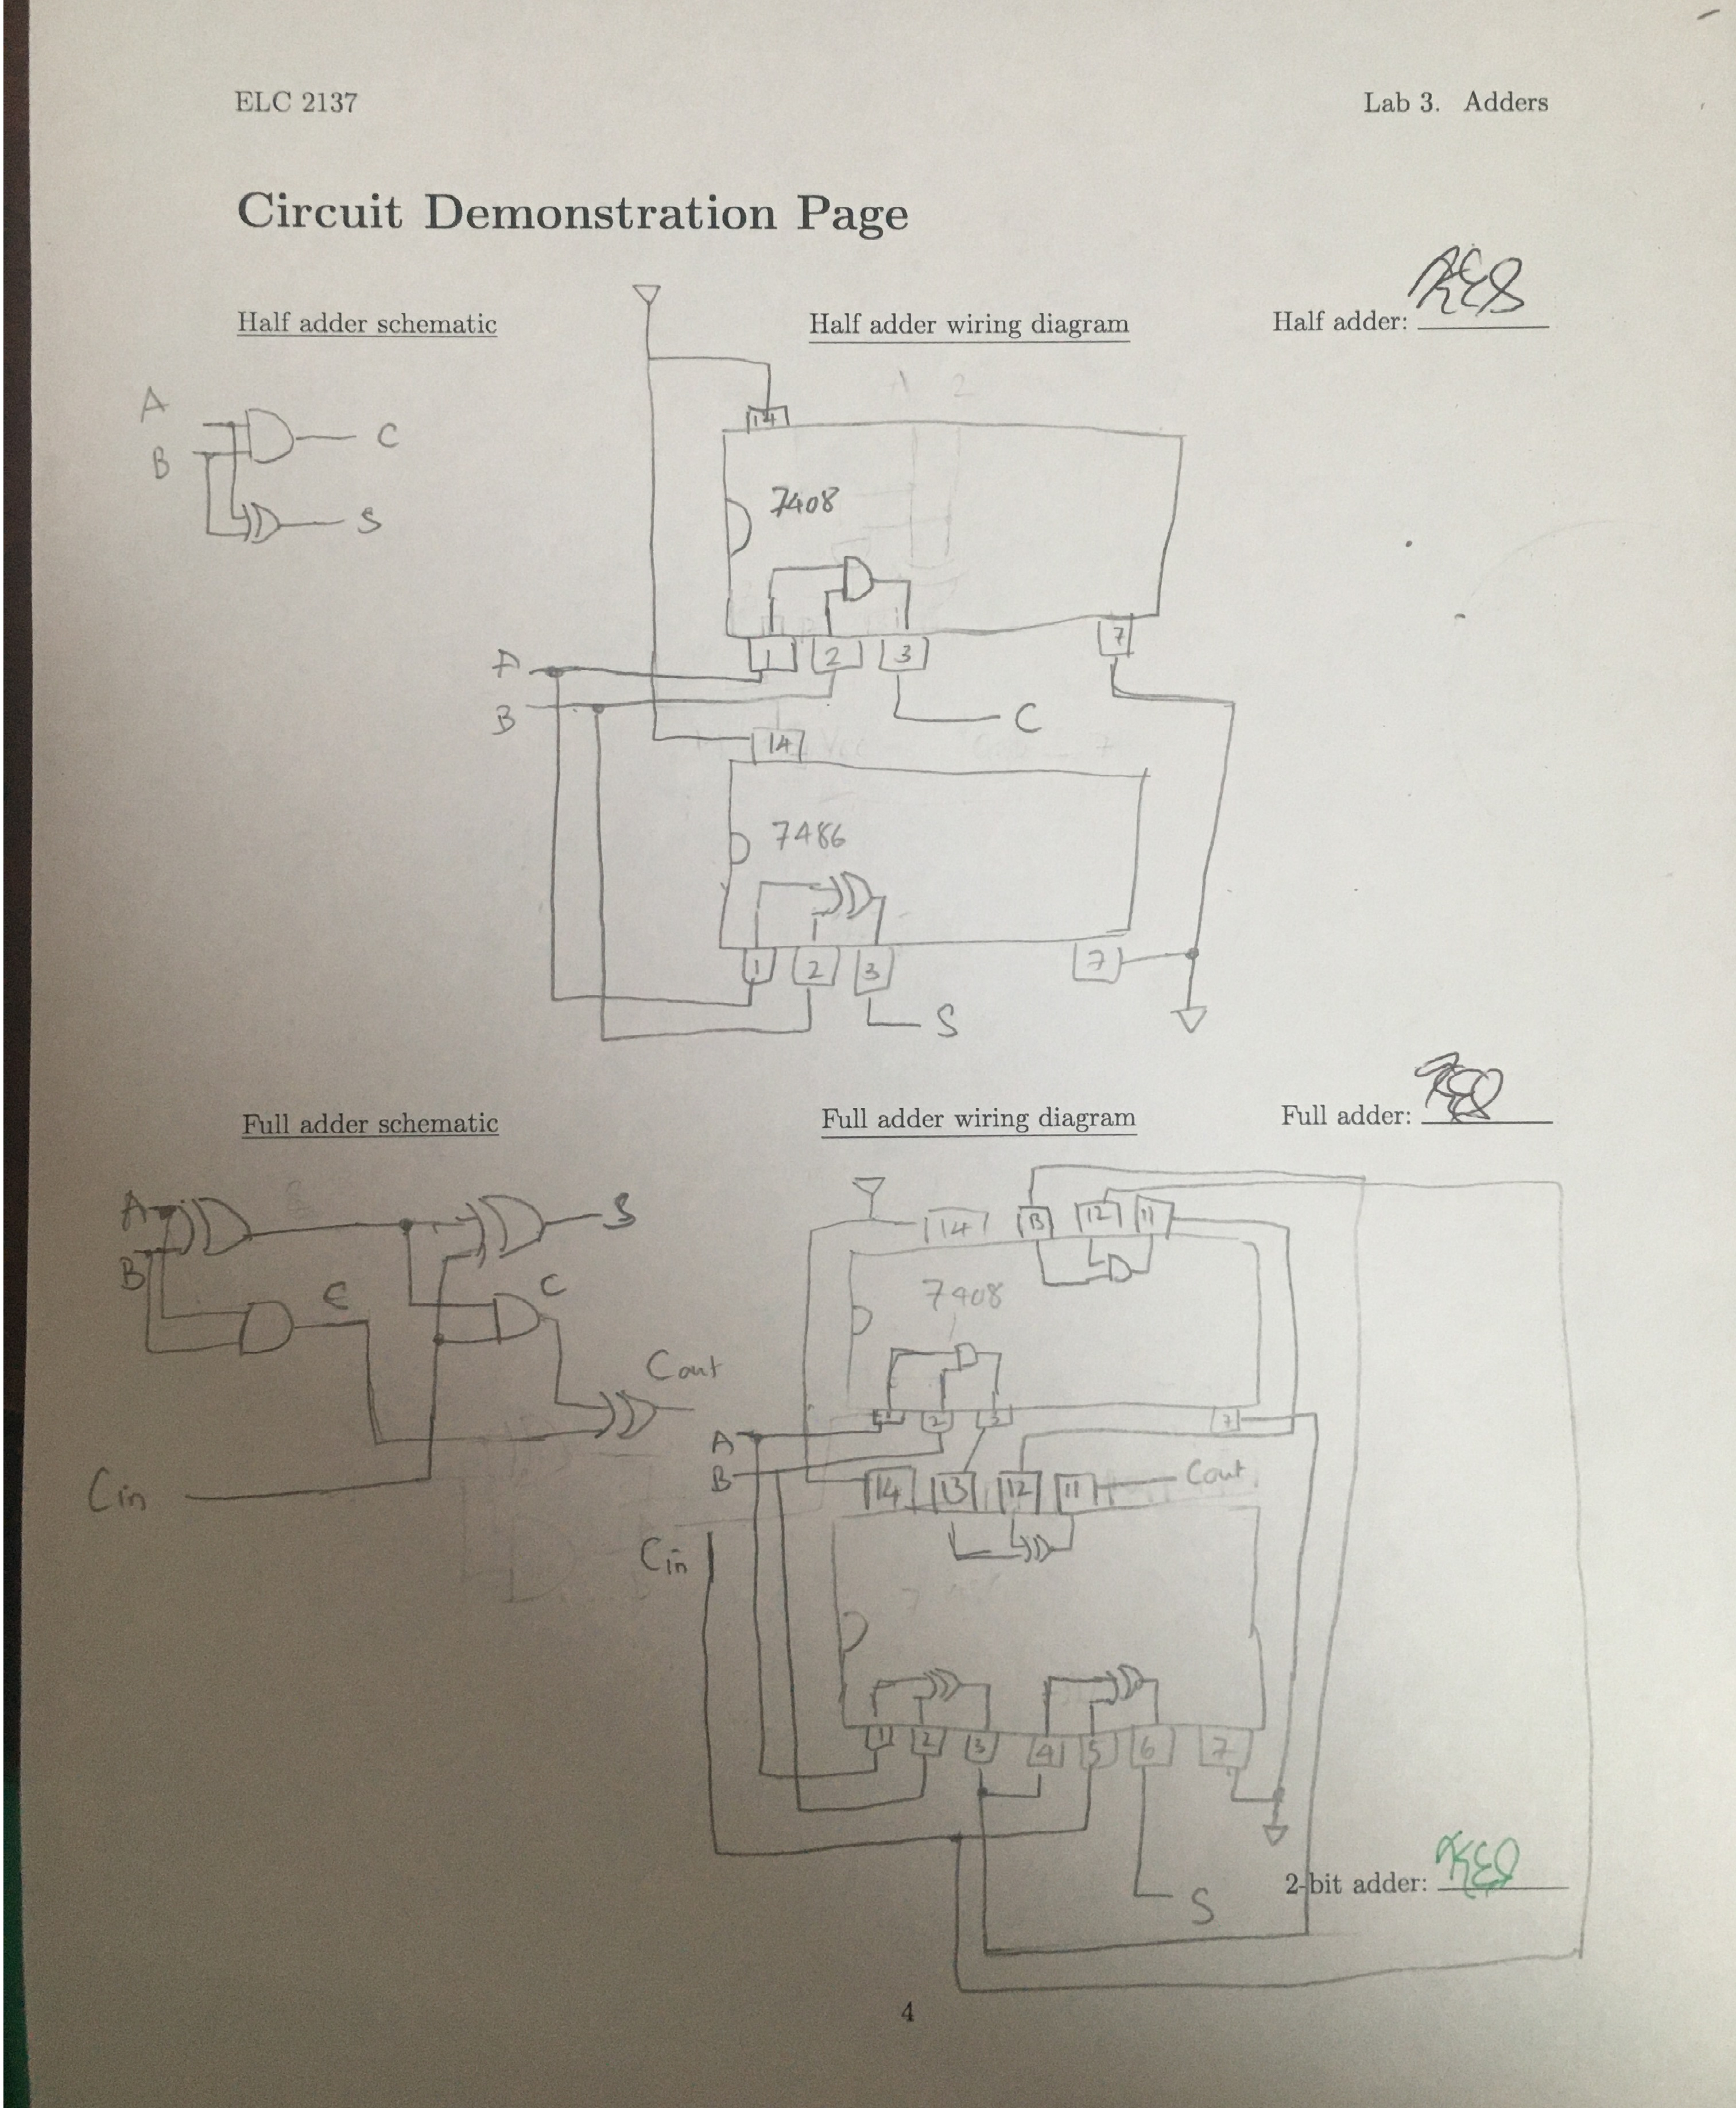 ELC 2137
Lab 3. Adders
Circuit Demonstration Page
Half adder schematic
Half adder wiring diagram
Half adder:
A
B
C
S
14
7408
1 2 3
7
A
B
C
14
7486
1 2 3
7
S
Full adder schematic
Full adder wiring diagram
Full adder:
A
B
S
C
C
Cout
Cin
14 13 12 11
7408
1 2 3
7
A
B
14 13 12 11
Cout
Cin
1 2 3 4 5 6 7
S
2-bit adder:
4